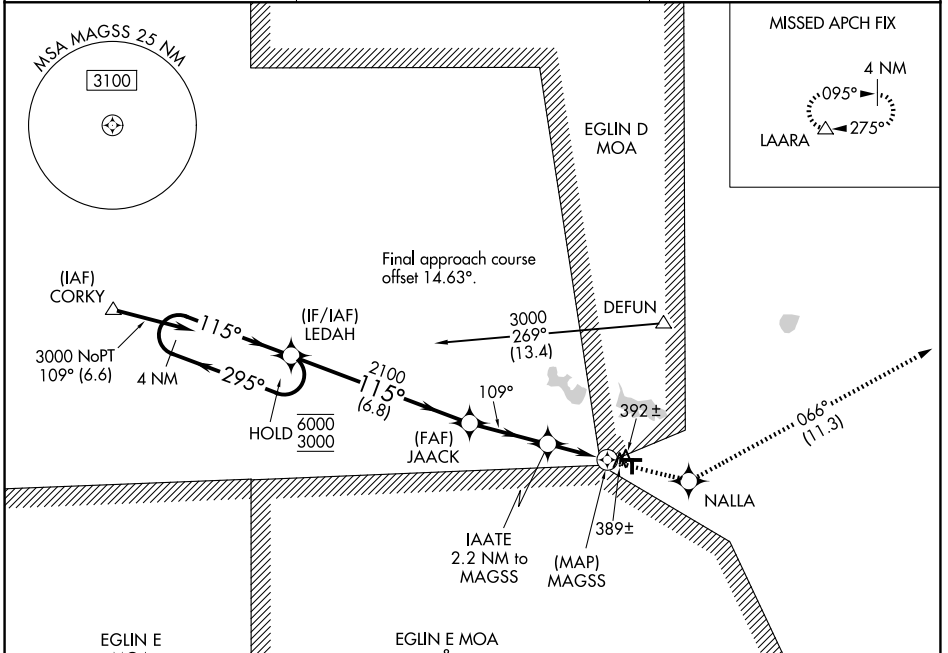 MSA MAGSS 25 NM
3100
MISSED APCH FIX
4 NM
095°
275°
LAARA
EGLIN D
MOA
Final approach course
offset 14.63°.
(IAF)
CORKY
(IF/IAF)
LEDAH
DEFUN
3000
269°
(13.4)
115°
3000 NoPT
109° (6.6)
4 NM
295°
HOLD
6000
3000
2100
115°
(6.8)
109°
(FAF)
JAACK
392±
066°
(11.3)
NALLA
389±
IAATE
2.2 NM to
MAGSS
(MAP)
MAGSS
EGLIN E
EGLIN E MOA